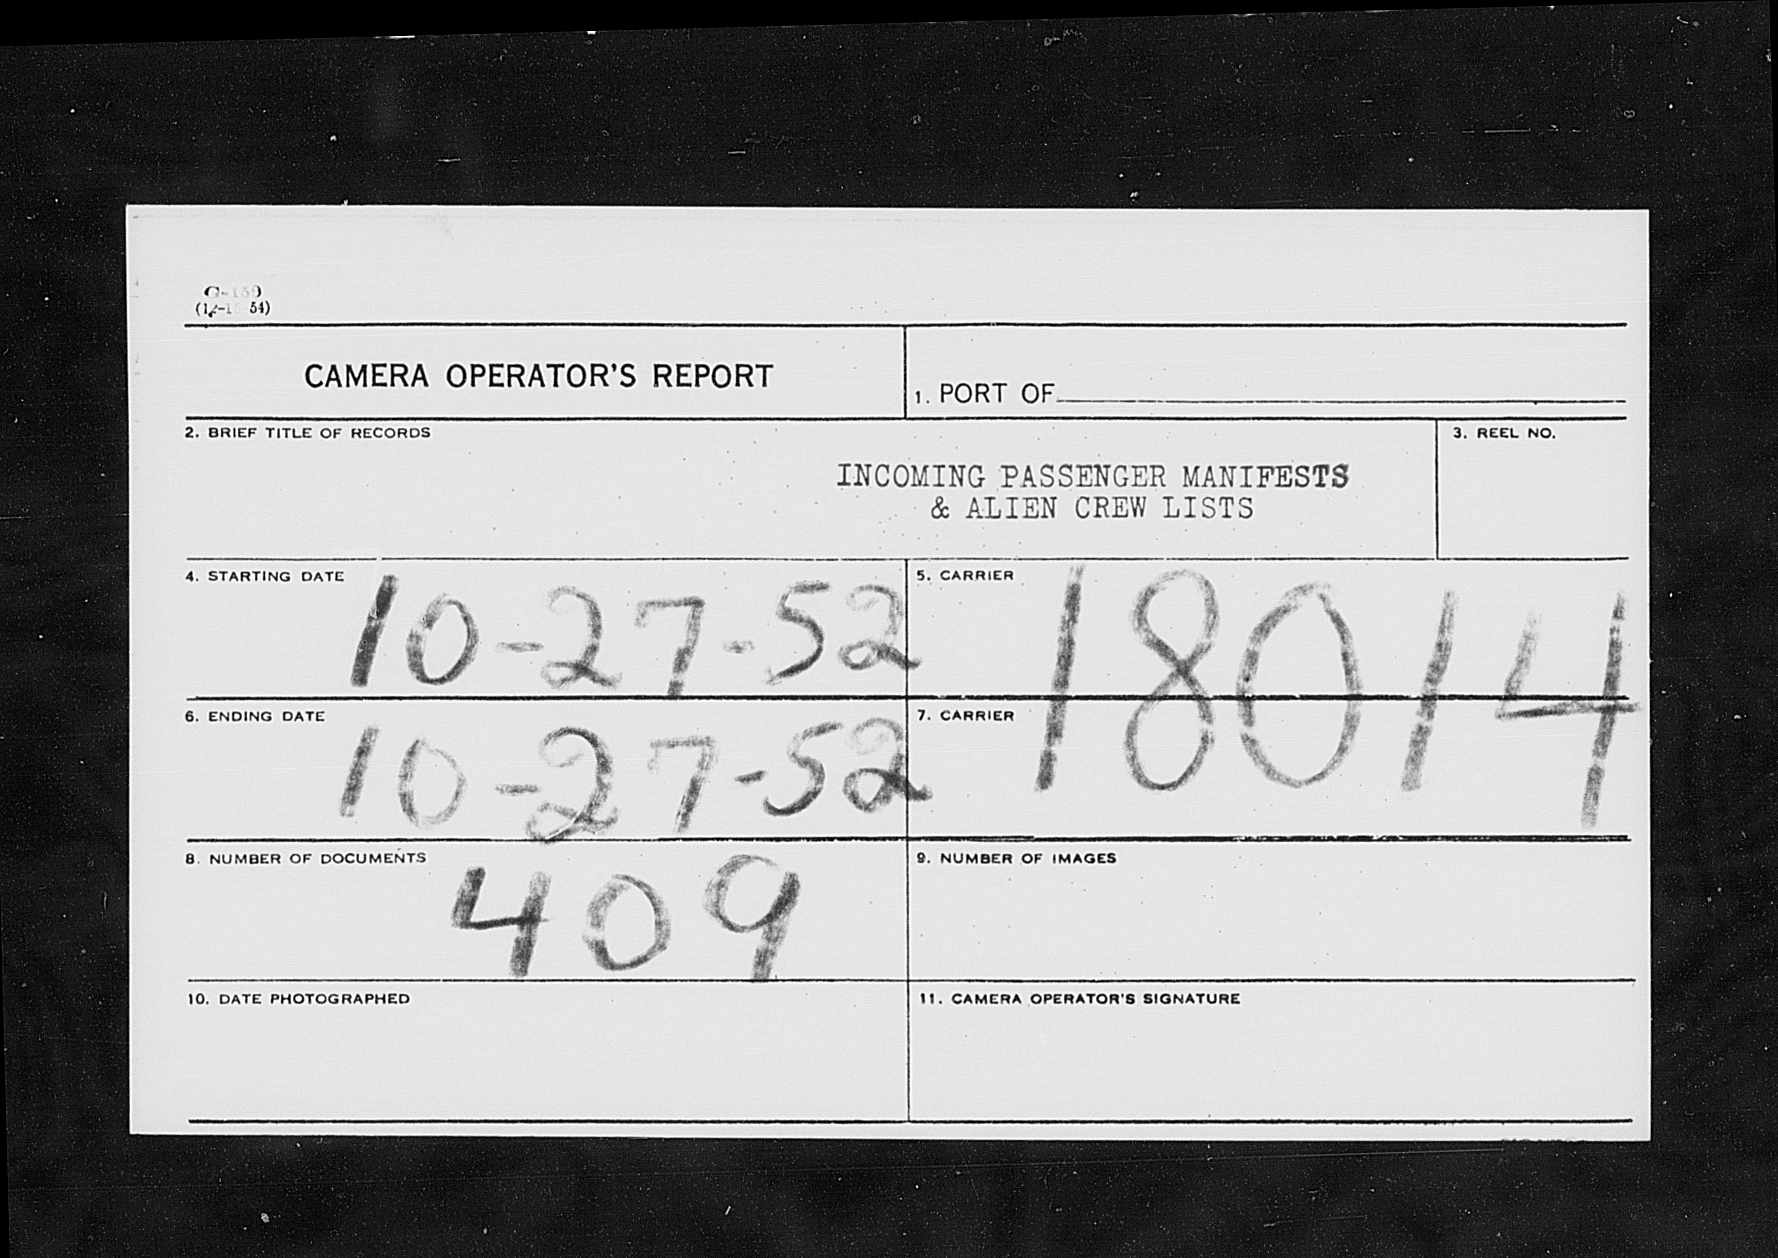 CAMERA OPERATOR'S REPORT
1. PORT OF
2. BRIEF TITLE OF RECORDS
INCOMING PASSENGER MANIFESTS
& ALIEN CREW LISTS
3. REEL NO.
4. STARTING DATE 10-27-52
5. CARRIER 18014
6. ENDING DATE 10-27-52
7. CARRIER
8. NUMBER OF DOCUMENTS 409
9. NUMBER OF IMAGES
10. DATE PHOTOGRAPHED
11. CAMERA OPERATOR'S SIGNATURE